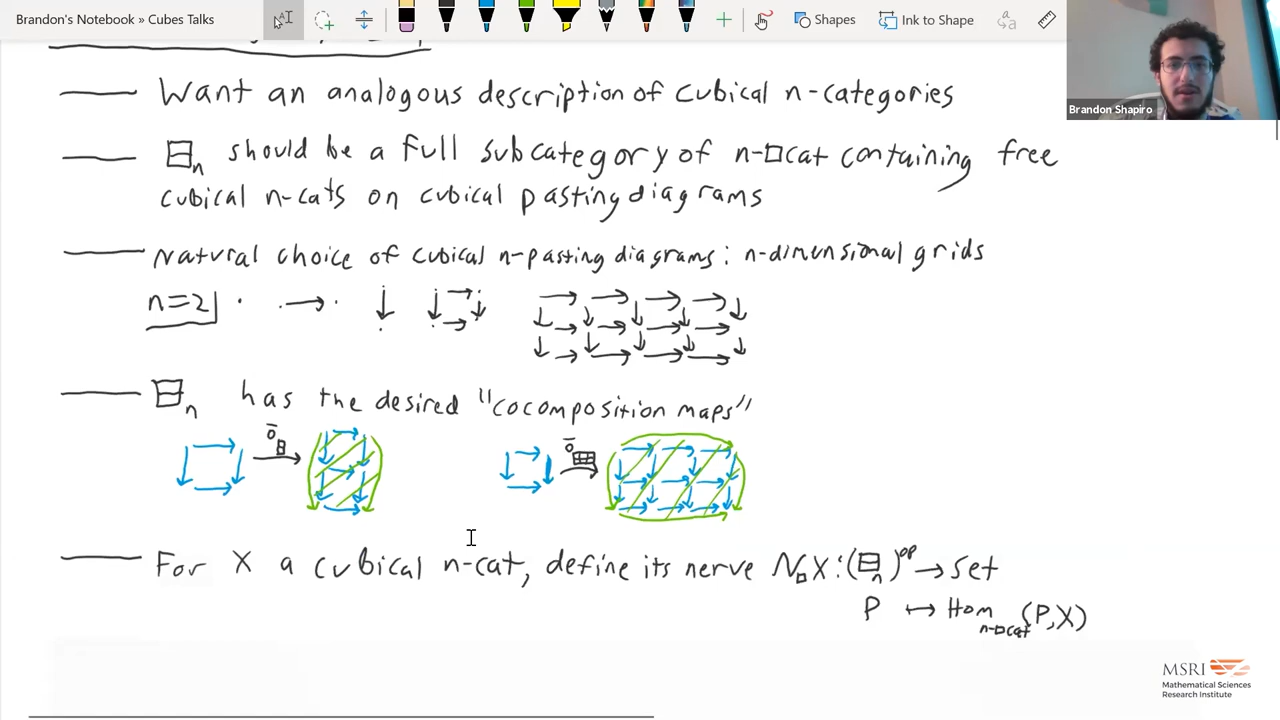 Brandon's Notebook » Cubes Talks
Shapes
Ink to Shape
Brandon Shapiro
Want an analogous description of cubical n-categories
⊟n should be a full subcategory of n-□cat containing free
cubical n-cats on cubical pasting diagrams
Natural choice of cubical n-pasting diagrams: n-dimensional grids
n=2
⊟n has the desired "cocomposition maps"
For X a cubical n-cat, define its nerve N□X : (⊟n)^op → Set
P ↦ Hom n-□cat (P,X)
MSRI
Mathematical Sciences
Research Institute